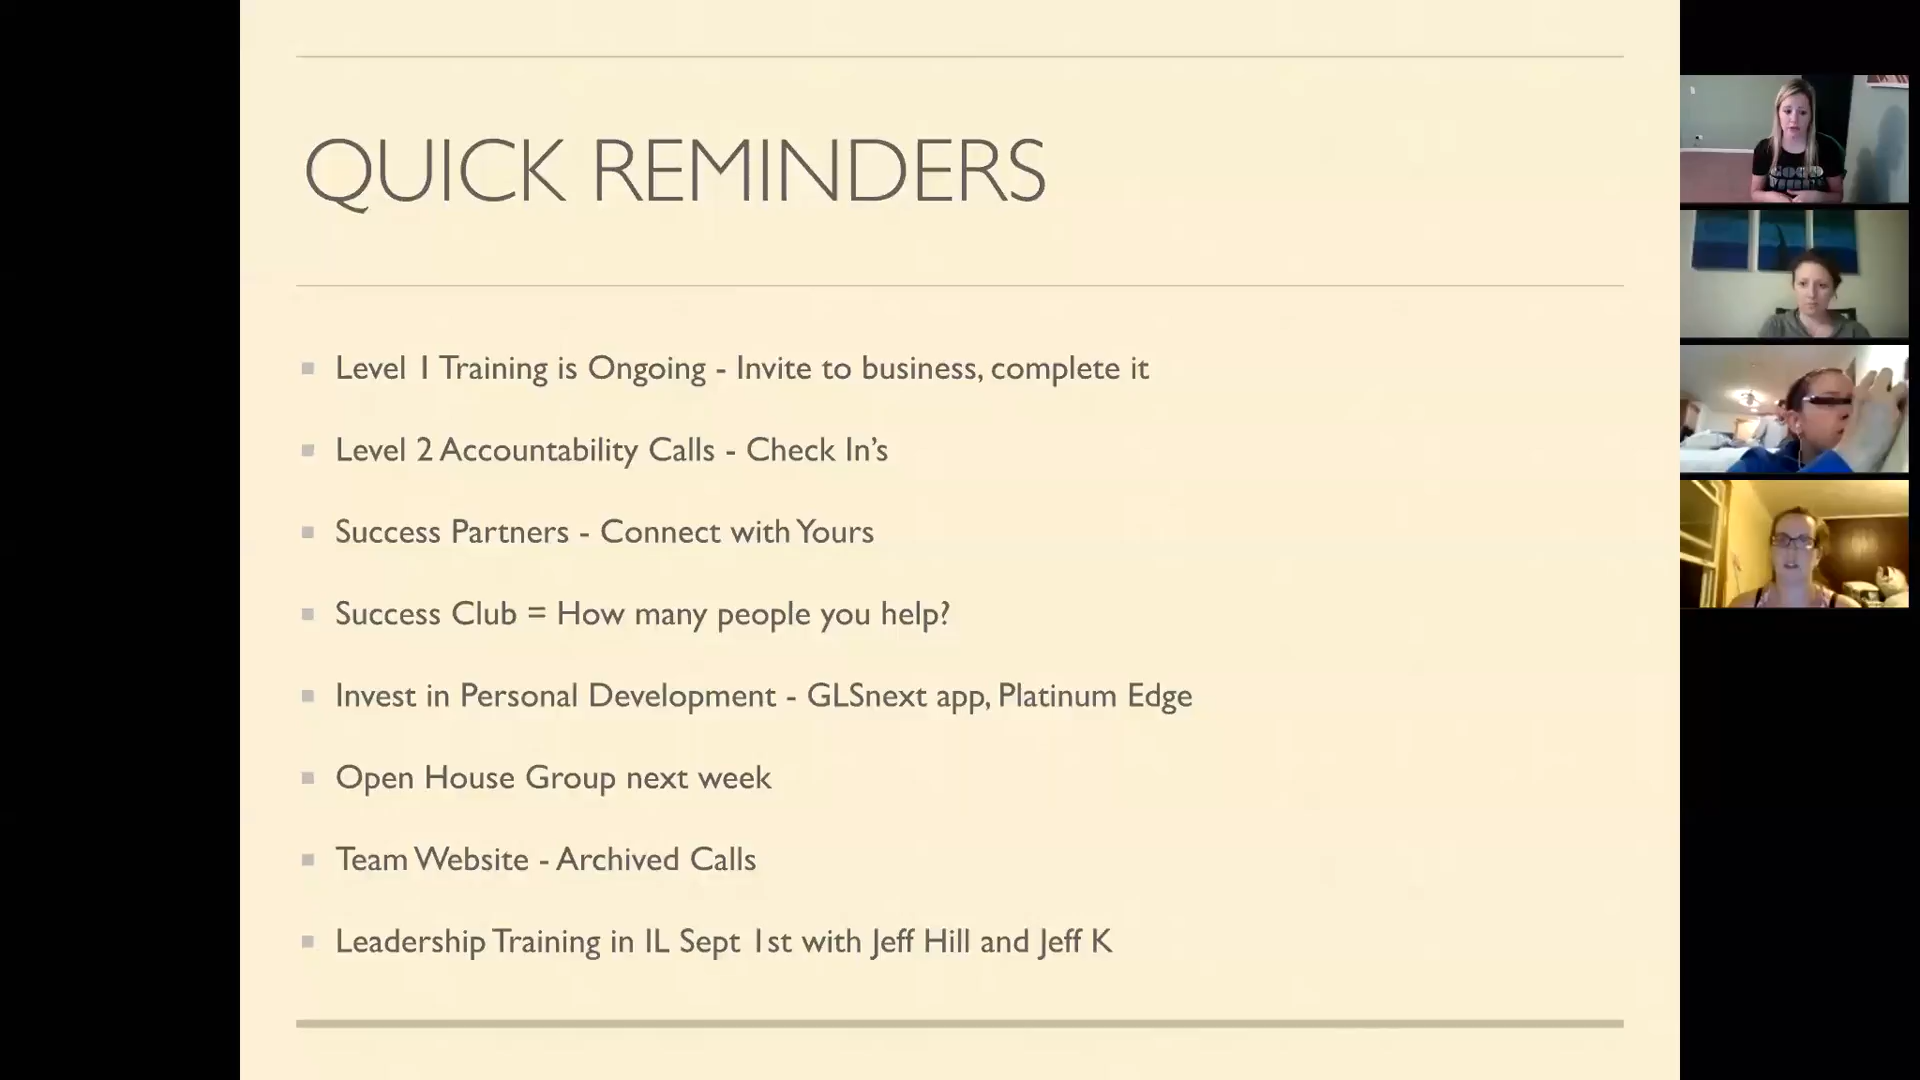 QUICK REMINDERS
Level 1 Training is Ongoing - Invite to business, complete it
Level 2 Accountability Calls - Check In’s
Success Partners - Connect with Yours
Success Club = How many people you help?
Invest in Personal Development - GLSnext app, Platinum Edge
Open House Group next week
Team Website - Archived Calls
Leadership Training in IL Sept 1st with Jeff Hill and Jeff K